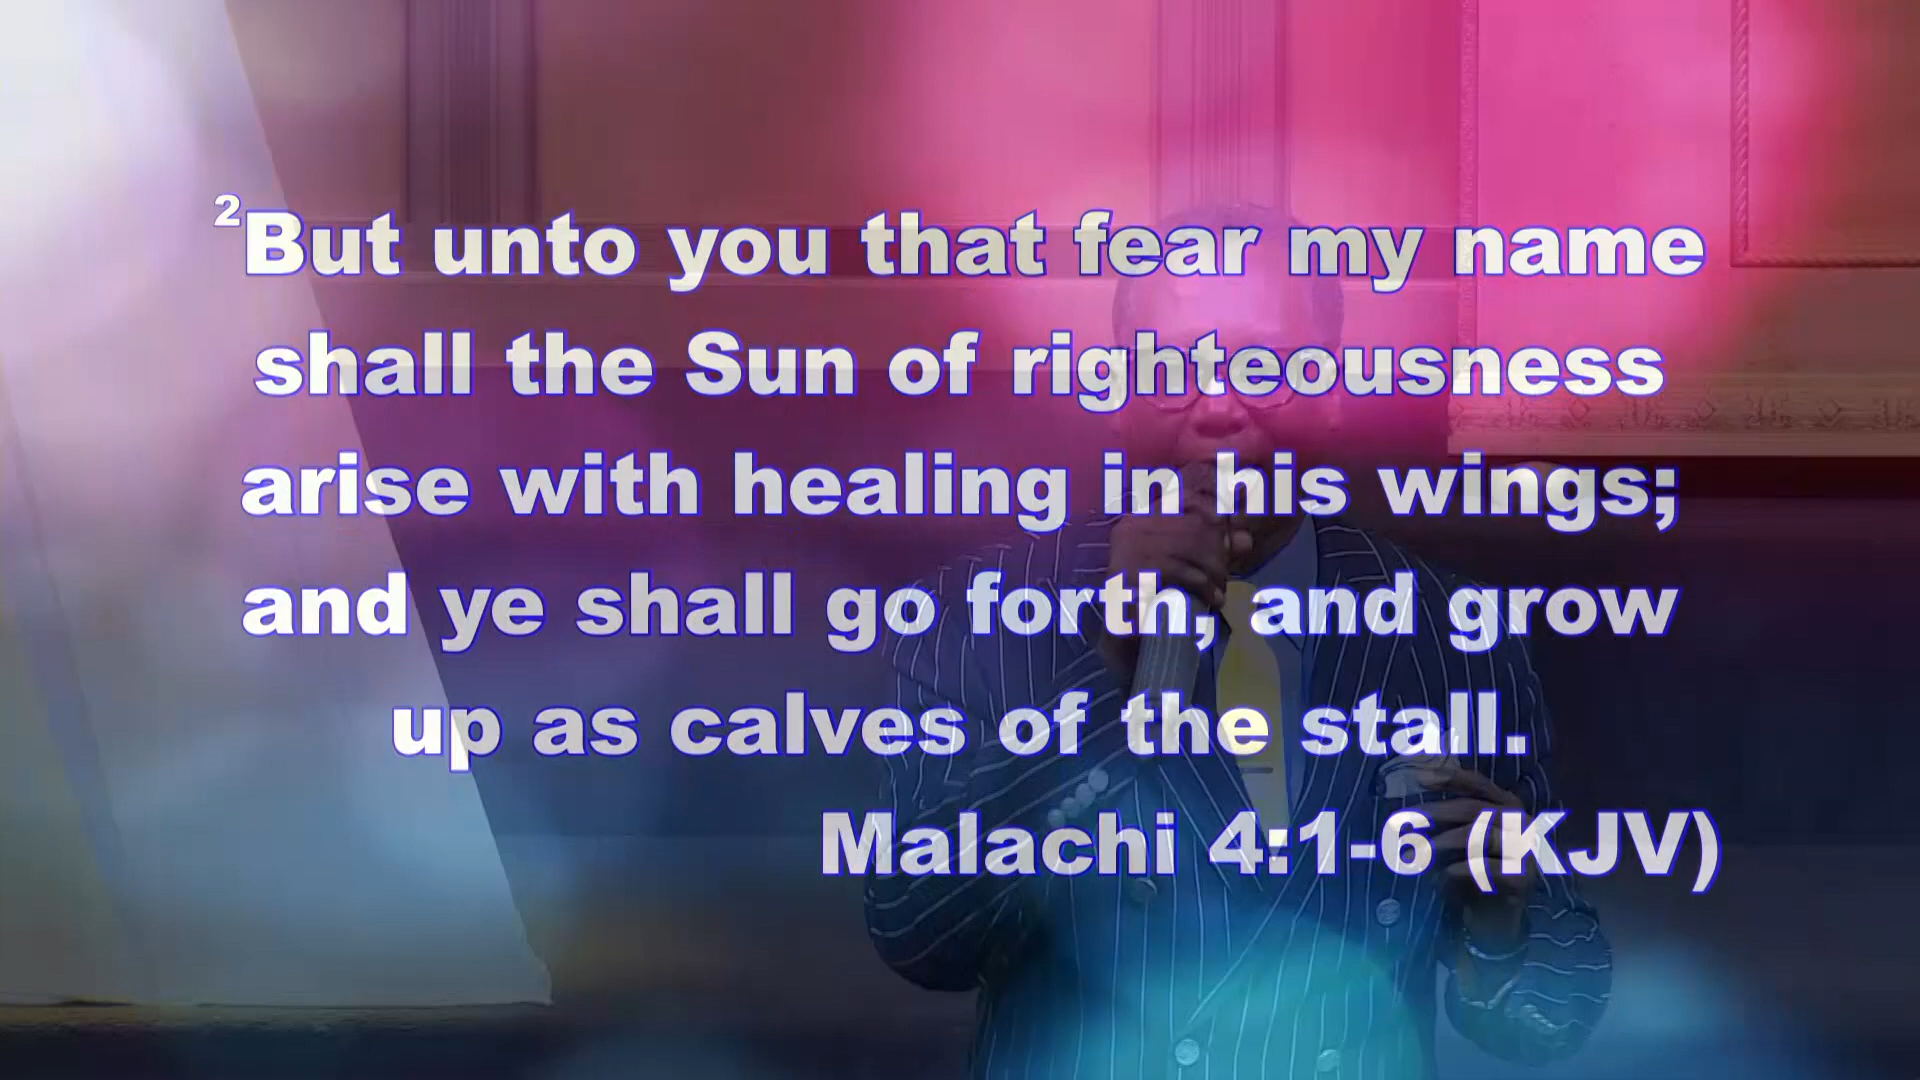 ²But unto you that fear my name
shall the Sun of righteousness
arise with healing in his wings;
and ye shall go forth, and grow
up as calves of the stall.
Malachi 4:1-6 (KJV)